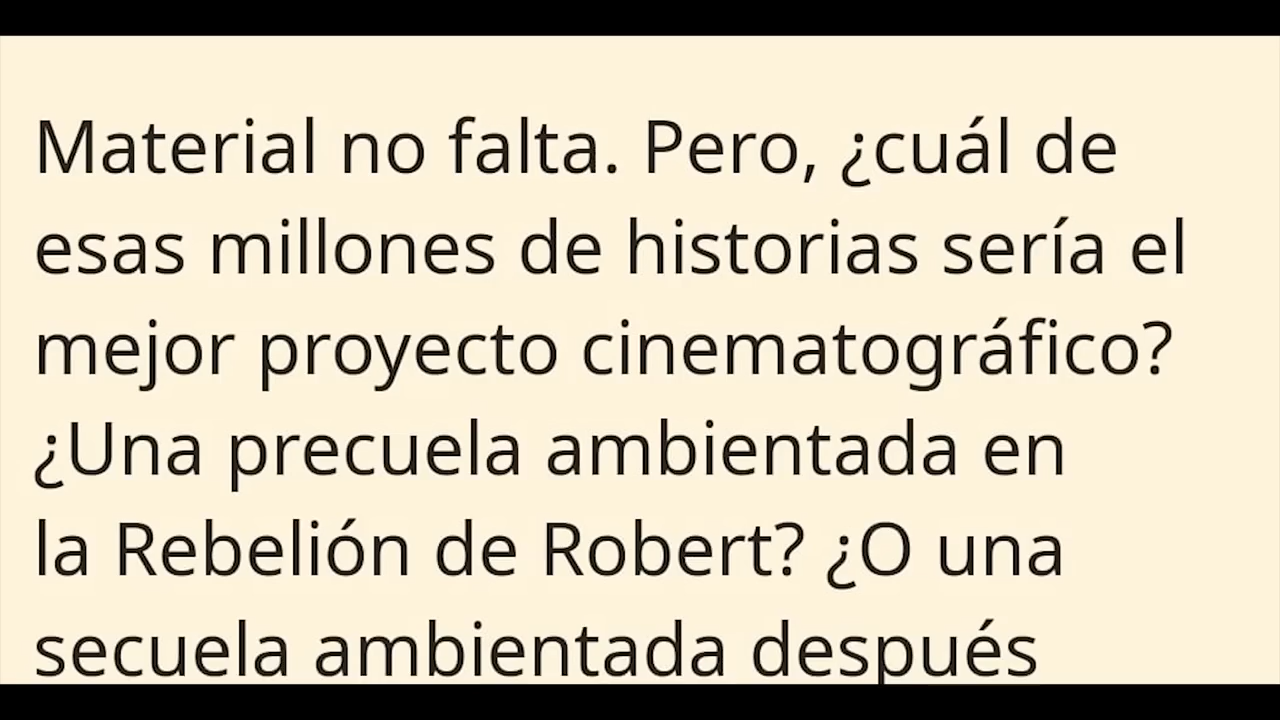 Material no falta. Pero, ¿cuál de
esas millones de historias sería el
mejor proyecto cinematográfico?
¿Una precuela ambientada en
la Rebelión de Robert? ¿O una
secuela ambientada después